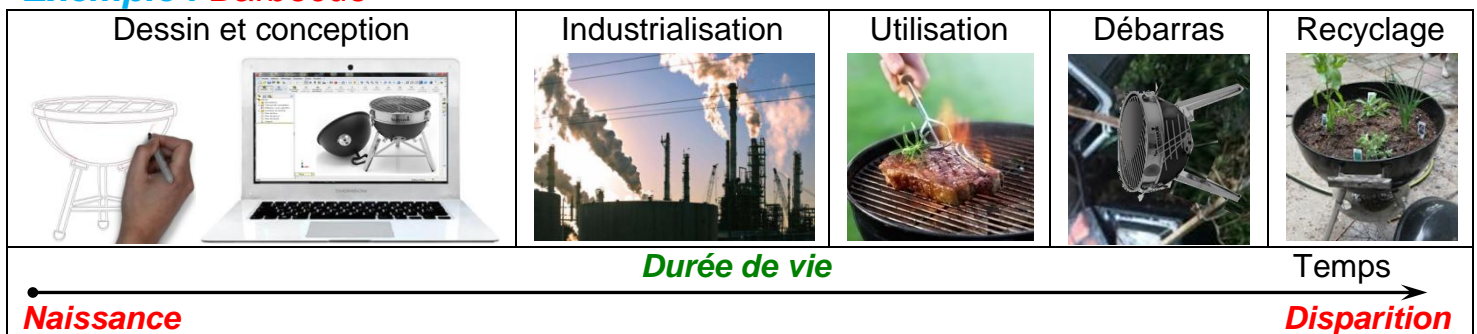 Dessin et conception
Industrialisation
Utilisation
Débarras
Recyclage
Durée de vie
Temps
Naissance
Disparition